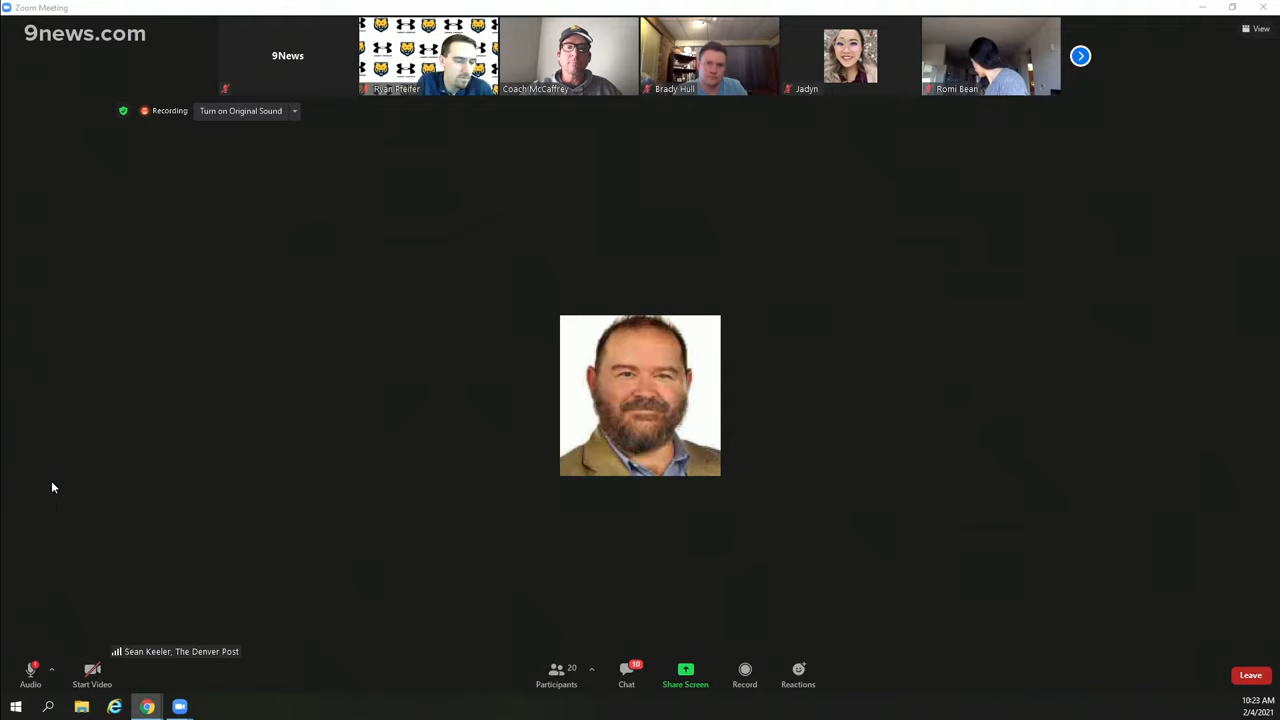 Zoom Meeting
9news.com
View
9News
Ryan Pfeifer
Coach McCaffrey
Brady Hull
Jadyn
Romi Bean
Recording
Turn on Original Sound
Sean Keeler, The Denver Post
Audio
Start Video
Participants
20
Chat
10
Share Screen
Record
Reactions
Leave
10:23 AM
2/4/2021